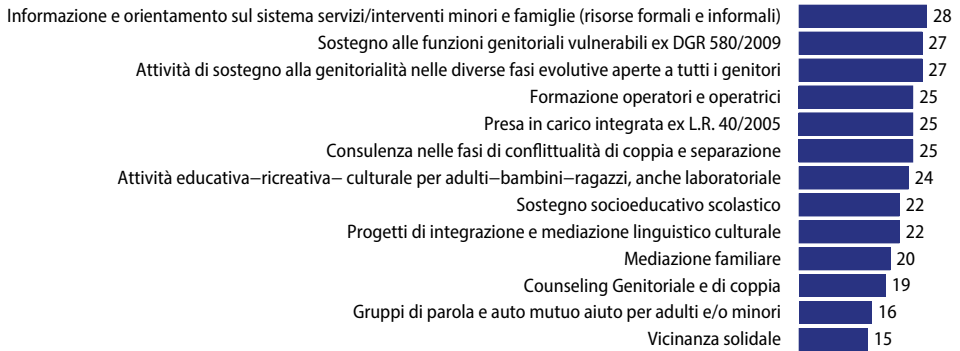 Informazione e orientamento sul sistema servizi/interventi minori e famiglie (risorse formali e informali) 28
Sostegno alle funzioni genitoriali vulnerabili ex DGR 580/2009 27
Attività di sostegno alla genitorialità nelle diverse fasi evolutive aperte a tutti i genitori 27
Formazione operatori e operatrici 25
Presa in carico integrata ex L.R. 40/2005 25
Consulenza nelle fasi di conflittualità di coppia e separazione 25
Attività educativa–ricreativa– culturale per adulti–bambini–ragazzi, anche laboratoriale 24
Sostegno socioeducativo scolastico 22
Progetti di integrazione e mediazione linguistico culturale 22
Mediazione familiare 20
Counseling Genitoriale e di coppia 19
Gruppi di parola e auto mutuo aiuto per adulti e/o minori 16
Vicinanza solidale 15